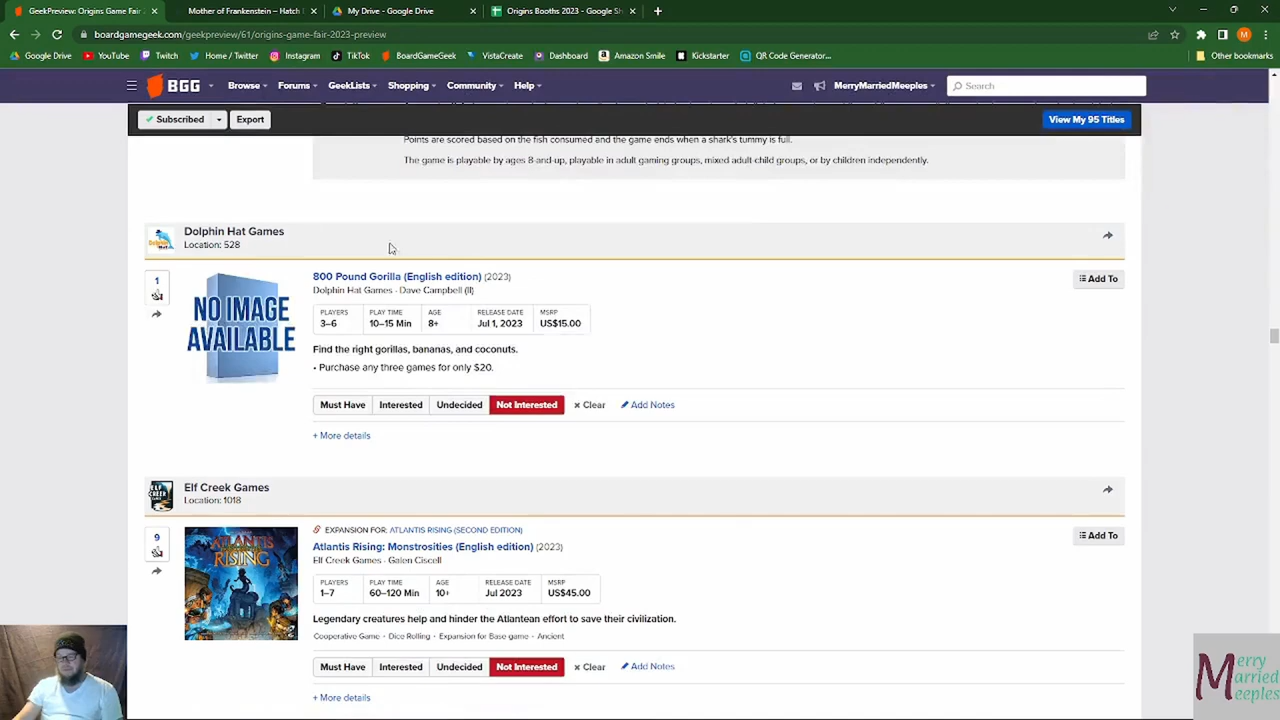 GeekPreview: Origins Game Fair
Mother of Frankenstein – Hatch
My Drive - Google Drive
Origins Booths 2023 - Google Sh
boardgamegeek.com/geekpreview/61/origins-game-fair-2023-preview
Google Drive YouTube Twitch Home / Twitter Instagram TikTok BoardGameGeek VistaCreate Dashboard Amazon Smile Kickstarter QR Code Generator... Other bookmarks
BGG Browse Forums GeekLists Shopping Community Help MerryMarriedMeeples Search
Subscribed Export View My 95 Titles
Points are scored based on the fish consumed and the game ends when a shark's tummy is full.
The game is playable by ages 8-and-up, playable in adult gaming groups, mixed adult-child groups, or by children independently.
Dolphin Hat Games
Location: 528
1
NO IMAGE
AVAILABLE
800 Pound Gorilla (English edition) (2023)
Add To
Dolphin Hat Games · Dave Campbell (II)
PLAYERS PLAY TIME AGE RELEASE DATE MSRP
3–6 10–15 Min 8+ Jul 1, 2023 US$15.00
Find the right gorillas, bananas, and coconuts.
• Purchase any three games for only $20.
Must Have Interested Undecided Not Interested × Clear Add Notes
+ More details
Elf Creek Games
Location: 1018
9
ATLANTIS
RISING
EXPANSION FOR: ATLANTIS RISING (SECOND EDITION)
Add To
Atlantis Rising: Monstrosities (English edition) (2023)
Elf Creek Games · Galen Ciscell
PLAYERS PLAY TIME AGE RELEASE DATE MSRP
1–7 60–120 Min 10+ Jul 2023 US$45.00
Legendary creatures help and hinder the Atlantean effort to save their civilization.
Cooperative Game · Dice Rolling · Expansion for Base-game · Ancient
Must Have Interested Undecided Not Interested × Clear Add Notes
+ More details
Merry
Married
Meeples